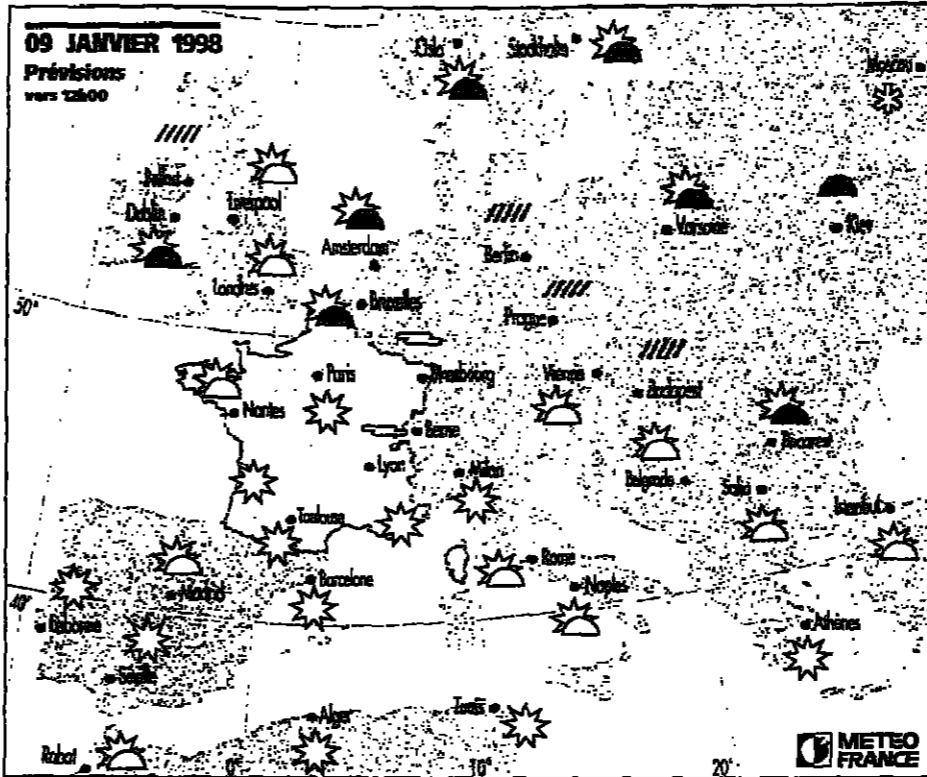 09 JANVIER 1998
Prévisions
vers 12h00
Oslo
Stockholm
Moscou
Belfast
Dublin
Liverpool
Amsterdam
Berlin
Varsovie
Kiev
Londres
Bruxelles
Prague
50°
Paris
Strasbourg
Vienne
Budapest
Nantes
Berne
Bucarest
Lyon
Milan
Belgrade
Sofia
Istanbul
Toulouse
Rome
Madrid
Barcelone
Naples
40°
Lisbonne
Athènes
Séville
Alger
Tunis
Rabat
0°
10°
20°
METEO
FRANCE